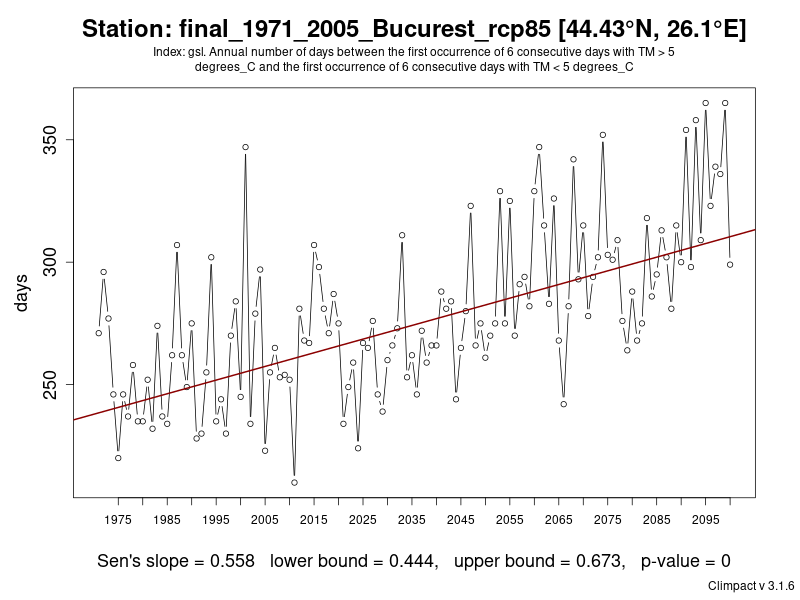 Station: final_1971_2005_Bucurest_rcp85 [44.43°N, 26.1°E]
Index: gsl. Annual number of days between the first occurrence of 6 consecutive days with TM > 5
degrees_C and the first occurrence of 6 consecutive days with TM < 5 degrees_C
350
300
250
days
1975 1985 1995 2005 2015 2025 2035 2045 2055 2065 2075 2085 2095
Sen's slope = 0.558 lower bound = 0.444, upper bound = 0.673, p-value = 0
Climpact v 3.1.6